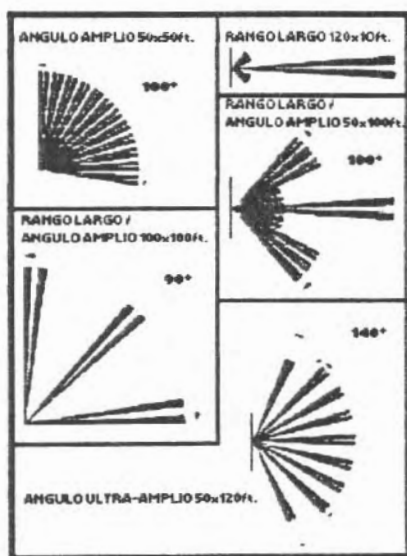 ANGULO AMPLIO 50x50ft.
100°
RANGO LARGO 120x10ft.
RANGO LARGO /
ANGULO AMPLIO 50x100ft.
100°
RANGO LARGO /
ANGULO AMPLIO 100x100ft.
90°
140°
ANGULO ULTRA-AMPLIO 50x120ft.